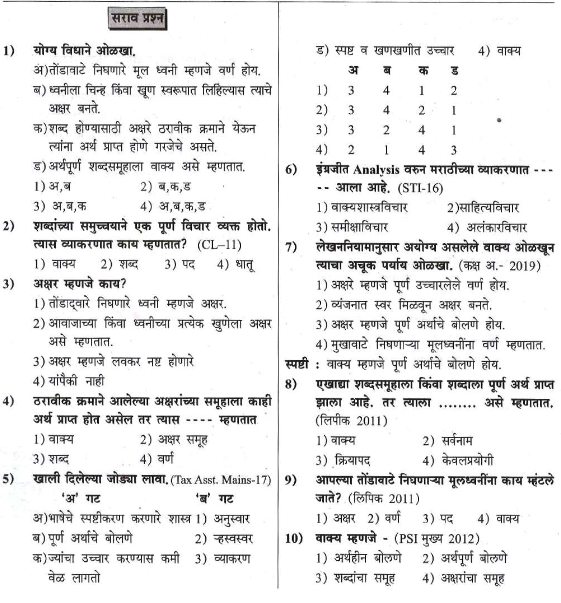 सराव प्रश्न
1) योग्य विधाने ओळखा.
अ)तोंडावाटे निघणारे मूल ध्वनी म्हणजे वर्ण होय.
ब) ध्वनीला चिन्ह किंवा खूण स्वरूपात लिहिल्यास त्याचे
अक्षर बनते.
क) शब्द होण्यासाठी अक्षरे ठरावीक क्रमाने येऊन
त्यांना अर्थ प्राप्त होणे गरजेचे असते.
ड) अर्थपूर्ण शब्दसमूहाला वाक्य असे म्हणतात.
1) अ,ब 2) ब,क,ड
3) अ,ब,क 4) अ,ब,क,ड
2) शब्दांच्या समुच्चयाने एक पूर्ण विचार व्यक्त होतो.
त्यास व्याकरणात काय म्हणतात? (CL–11)
1) वाक्य 2) शब्द 3) पद 4) धातू
3) अक्षर म्हणजे काय?
1) तोंडाद्वारे निघणारे ध्वनी म्हणजे अक्षर.
2) आवाजाच्या किंवा ध्वनीच्या प्रत्येक खुणेला अक्षर
असे म्हणतात.
3) अक्षर म्हणजे लवकर नष्ट होणारे
4) यांपैकी नाही
4) ठरावीक क्रमाने आलेल्या अक्षरांच्या समूहाला काही
अर्थ प्राप्त होत असेल तर त्यास ---- म्हणतात
1) वाक्य 2) अक्षर समूह
3) शब्द 4) वर्ण
5) खाली दिलेल्या जोड्या लावा. (Tax Asst. Mains-17)
'अ' गट 'ब' गट
अ)भाषेचे स्पष्टीकरण करणारे शास्त्र 1) अनुस्वार
ब) पूर्ण अर्थाचे बोलणे 2) ऱ्हस्वस्वर
क)ज्यांचा उच्चार करण्यास कमी 3) व्याकरण
वेळ लागतो
ड) स्पष्ट व खणखणीत उच्चार 4) वाक्य
अ ब क ड
1) 3 4 1 2
2) 3 4 2 1
3) 3 2 4 1
4) 2 1 4 3
6) इंग्रजीत Analysis वरुन मराठीच्या व्याकरणात ---
-- आला आहे. (STI-16)
1) वाक्यशास्त्रविचार 2)साहित्यविचार
3) समीक्षाविचार 4) अलंकारविचार
7) लेखननियामानुसार अयोग्य असलेले वाक्य ओळखून
त्याचा अचूक पर्याय ओळखा. (कक्ष अ.- 2019)
1) अक्षरे म्हणजे पूर्ण उच्चारलेले वर्ण होय.
2) व्यंजनात स्वर मिळवून अक्षर बनते.
3) अक्षर म्हणजे पूर्ण अर्थाचे बोलणे होय.
4) मुखावाटे निघणाऱ्या मूलध्वनींना वर्ण म्हणतात.
स्पष्टी : वाक्य म्हणजे पूर्ण अर्थाचे बोलणे होय.
8) एखाद्या शब्दसमूहाला किंवा शब्दाला पूर्ण अर्थ प्राप्त
झाला आहे. तर त्याला ........ असे म्हणतात.
(लिपीक 2011)
1) वाक्य 2) सर्वनाम
3) क्रियापद 4) केवलप्रयोगी
9) आपल्या तोंडावाटे निघणाऱ्या मूलध्वनींना काय म्हंटले
जाते? (लिपिक 2011)
1) अक्षर 2) वर्ण 3) पद 4) वाक्य
10) वाक्य म्हणजे - (PSI मुख्य 2012)
1) अर्थहीन बोलणे 2) अर्थपूर्ण बोलणे
3) शब्दांचा समूह 4) अक्षरांचा समूह